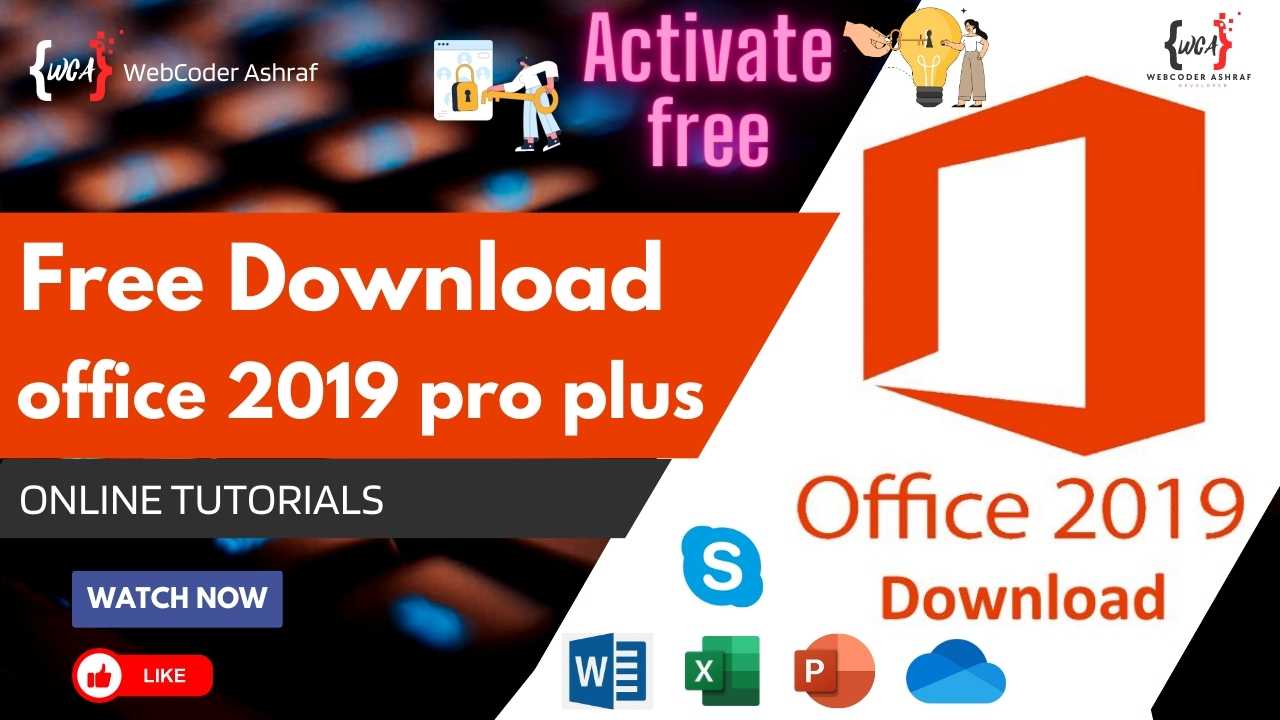 WCA
WebCoder Ashraf
Activate
free
WCA
WEBCODER ASHRAF
DEVELOPER
Free Download
office 2019 pro plus
ONLINE TUTORIALS
Office 2019
Download
WATCH NOW
LIKE
S
W
X
P